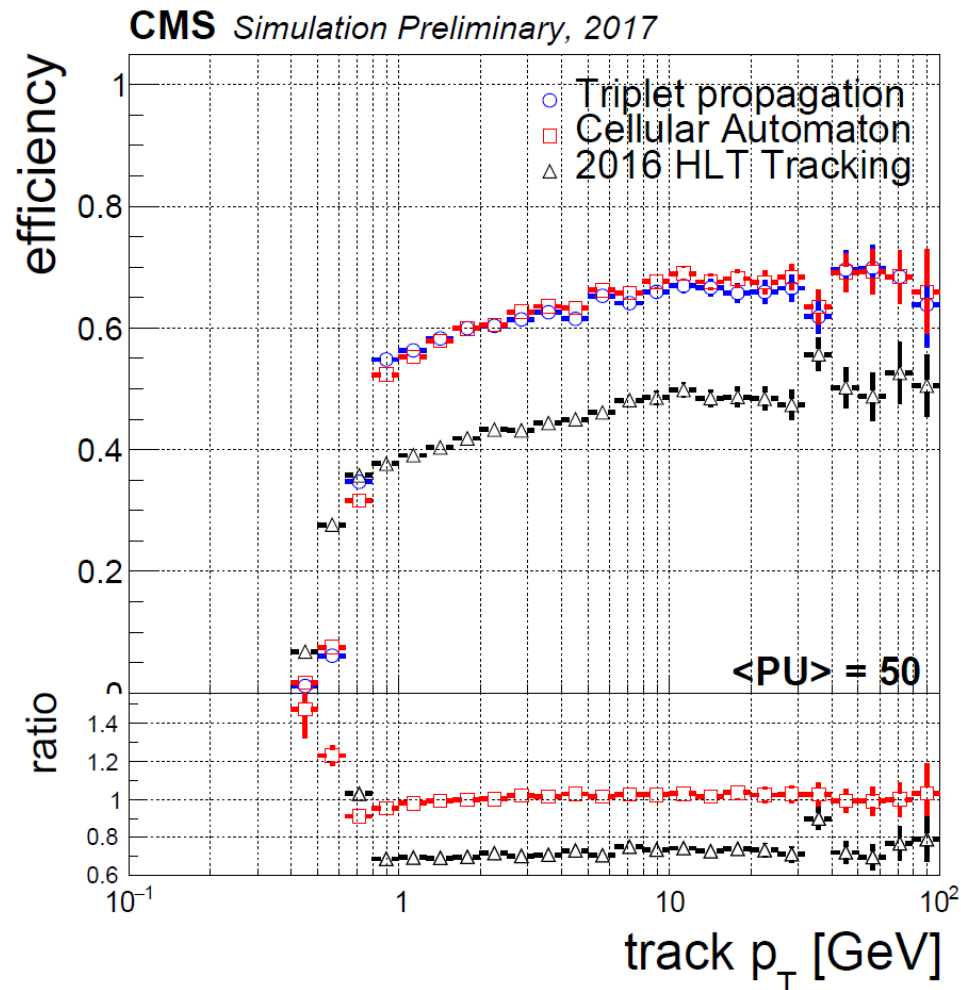 CMS Simulation Preliminary, 2017
efficiency
1
0.8
0.6
0.4
0.2
0
Triplet propagation
Cellular Automaton
2016 HLT Tracking
<PU> = 50
ratio
1.4
1.2
1
0.8
0.6
10⁻¹ 1 10 10²
track p_T [GeV]